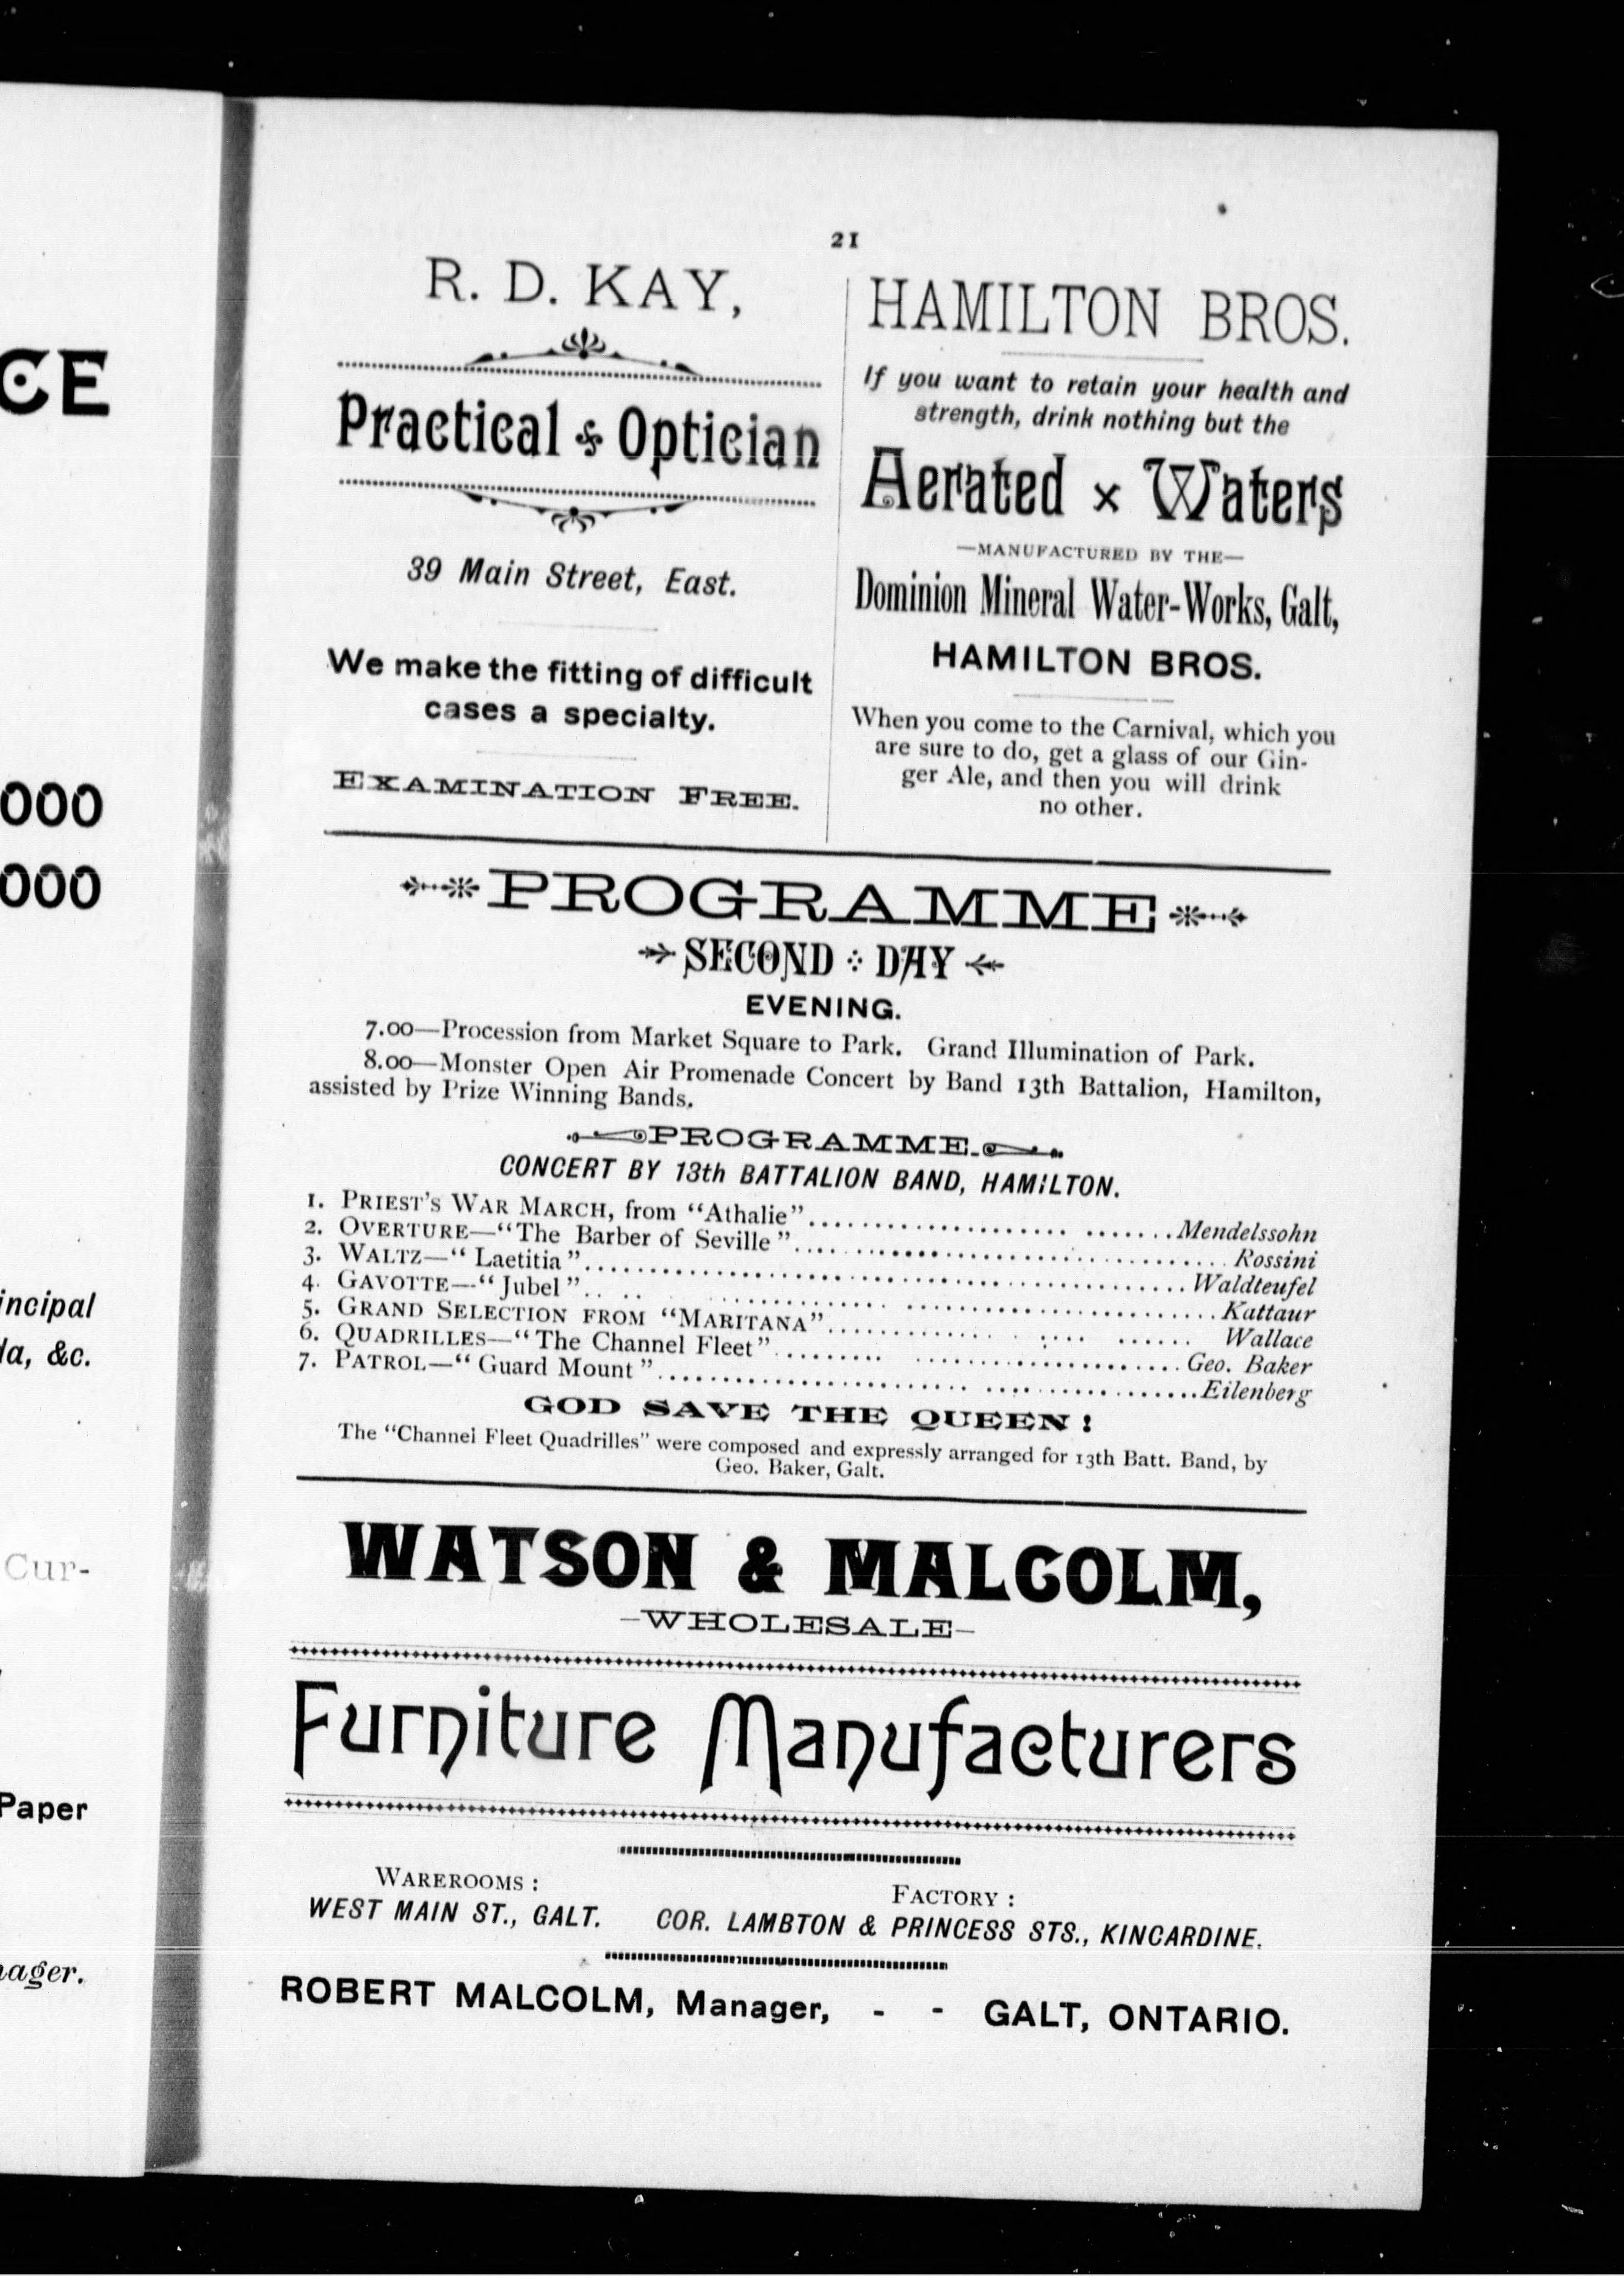 CE
000
000
incipal
la, &c.
Cur-
Paper
ager.
21
R. D. KAY,
Practical Optician
39 Main Street, East.
We make the fitting of difficult
cases a specialty.
EXAMINATION FREE.
HAMILTON BROS.
If you want to retain your health and
strength, drink nothing but the
Aerated × Waters
—MANUFACTURED BY THE—
Dominion Mineral Water-Works, Galt,
HAMILTON BROS.
When you come to the Carnival, which you
are sure to do, get a glass of our Gin-
ger Ale, and then you will drink
no other.
PROGRAMME
SECOND DAY
EVENING.
7.00—Procession from Market Square to Park. Grand Illumination of Park.
8.00—Monster Open Air Promenade Concert by Band 13th Battalion, Hamilton,
assisted by Prize Winning Bands.
PROGRAMME.
CONCERT BY 13th BATTALION BAND, HAMILTON.
1. PRIEST'S WAR MARCH, from "Athalie"........................Mendelssohn
2. OVERTURE—"The Barber of Seville"........................Rossini
3. WALTZ—"Laetitia"........................Waldteufel
4. GAVOTTE—"Jubel"........................Kattaur
5. GRAND SELECTION FROM "MARITANA"........................Wallace
6. QUADRILLES—"The Channel Fleet"........................Geo. Baker
7. PATROL—"Guard Mount"........................Eilenberg
GOD SAVE THE QUEEN!
The "Channel Fleet Quadrilles" were composed and expressly arranged for 13th Batt. Band, by
Geo. Baker, Galt.
WATSON & MALCOLM,
–WHOLESALE–
Furniture Manufacturers
WAREROOMS:
WEST MAIN ST., GALT.
FACTORY:
COR. LAMBTON & PRINCESS STS., KINCARDINE.
ROBERT MALCOLM, Manager, - - GALT, ONTARIO.